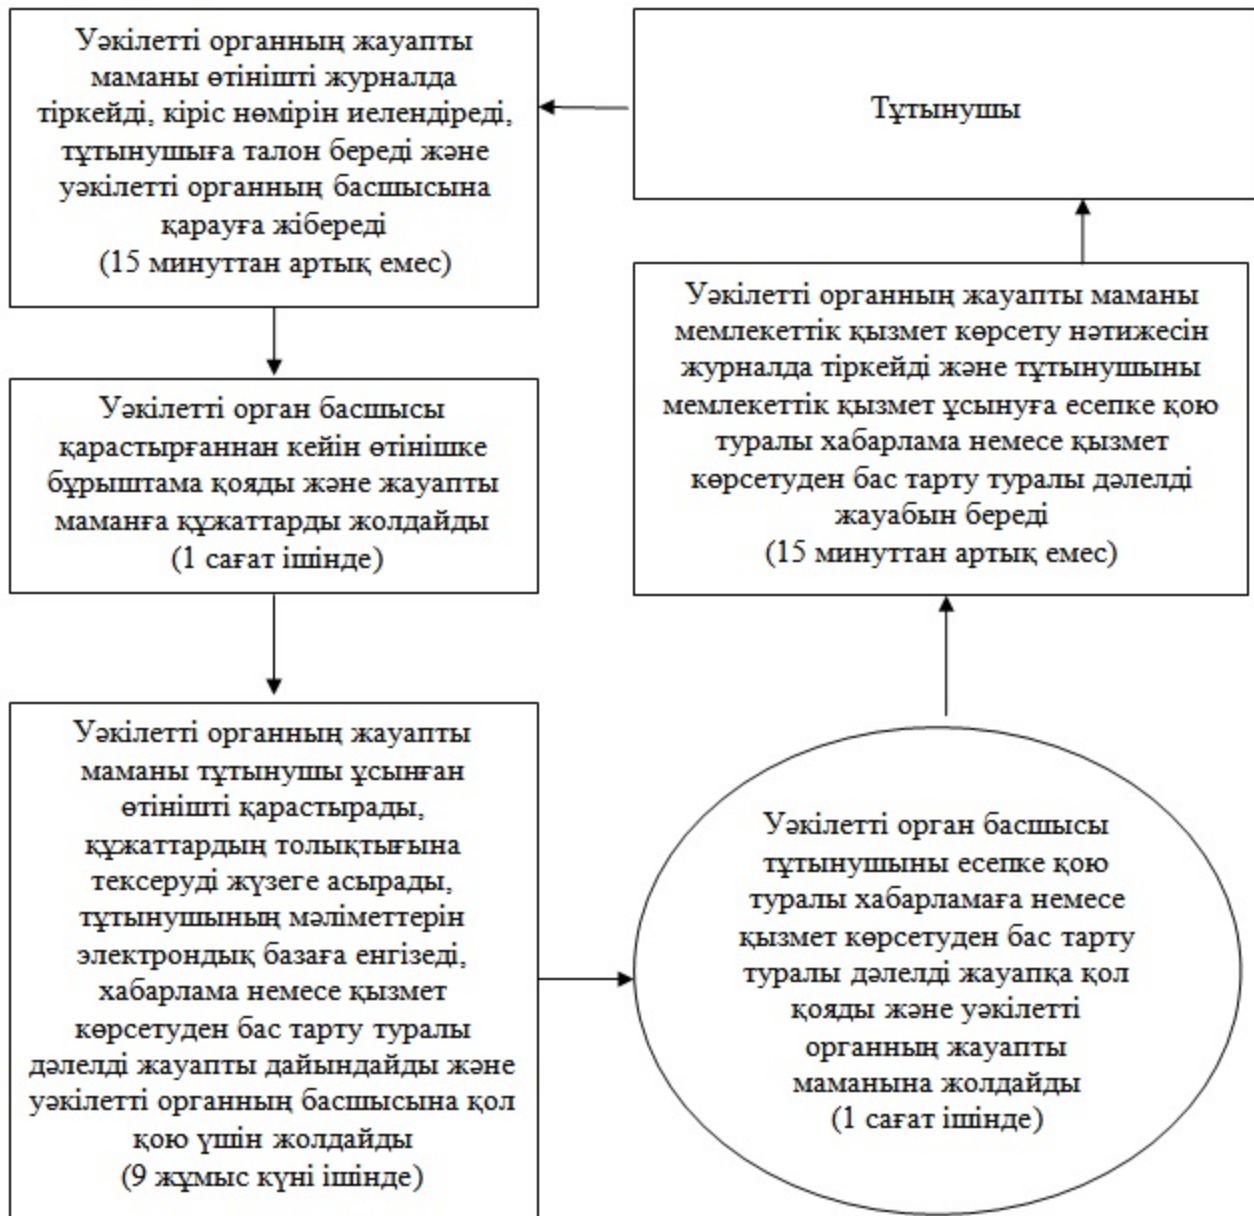 Уәкілетті органның жауапты
маманы өтінішті журналда
тіркейді, кіріс нөмірін иелендіреді,
тұтынушыға талон береді және
уәкілетті органның басшысына
қарауға жібереді
(15 минуттан артық емес)
Тұтынушы
Уәкілетті орган басшысы
қарастырғаннан кейін өтінішке
бұрыштама қояды және жауапты
маманға құжаттарды жолдайды
(1 сағат ішінде)
Уәкілетті органның жауапты маманы
мемлекеттік қызмет көрсету нәтижесін
журналда тіркейді және тұтынушыны
мемлекеттік қызмет ұсынуға есепке қою
туралы хабарлама немесе қызмет
көрсетуден бас тарту туралы дәлелді
жауабын береді
(15 минуттан артық емес)
Уәкілетті органның жауапты
маманы тұтынушы ұсынған
өтінішті қарастырады,
құжаттардың толықтығына
тексеруді жүзеге асырады,
тұтынушының мәліметтерін
электрондық базаға енгізеді,
хабарлама немесе қызмет
көрсетуден бас тарту туралы
дәлелді жауапты дайындайды және
уәкілетті органның басшысына қол
қою үшін жолдайды
(9 жұмыс күні ішінде)
Уәкілетті орган басшысы
тұтынушыны есепке қою
туралы хабарламаға немесе
қызмет көрсетуден бас тарту
туралы дәлелді жауапқа қол
қояды және уәкілетті
органның жауапты
маманына жолдайды
(1 сағат ішінде)